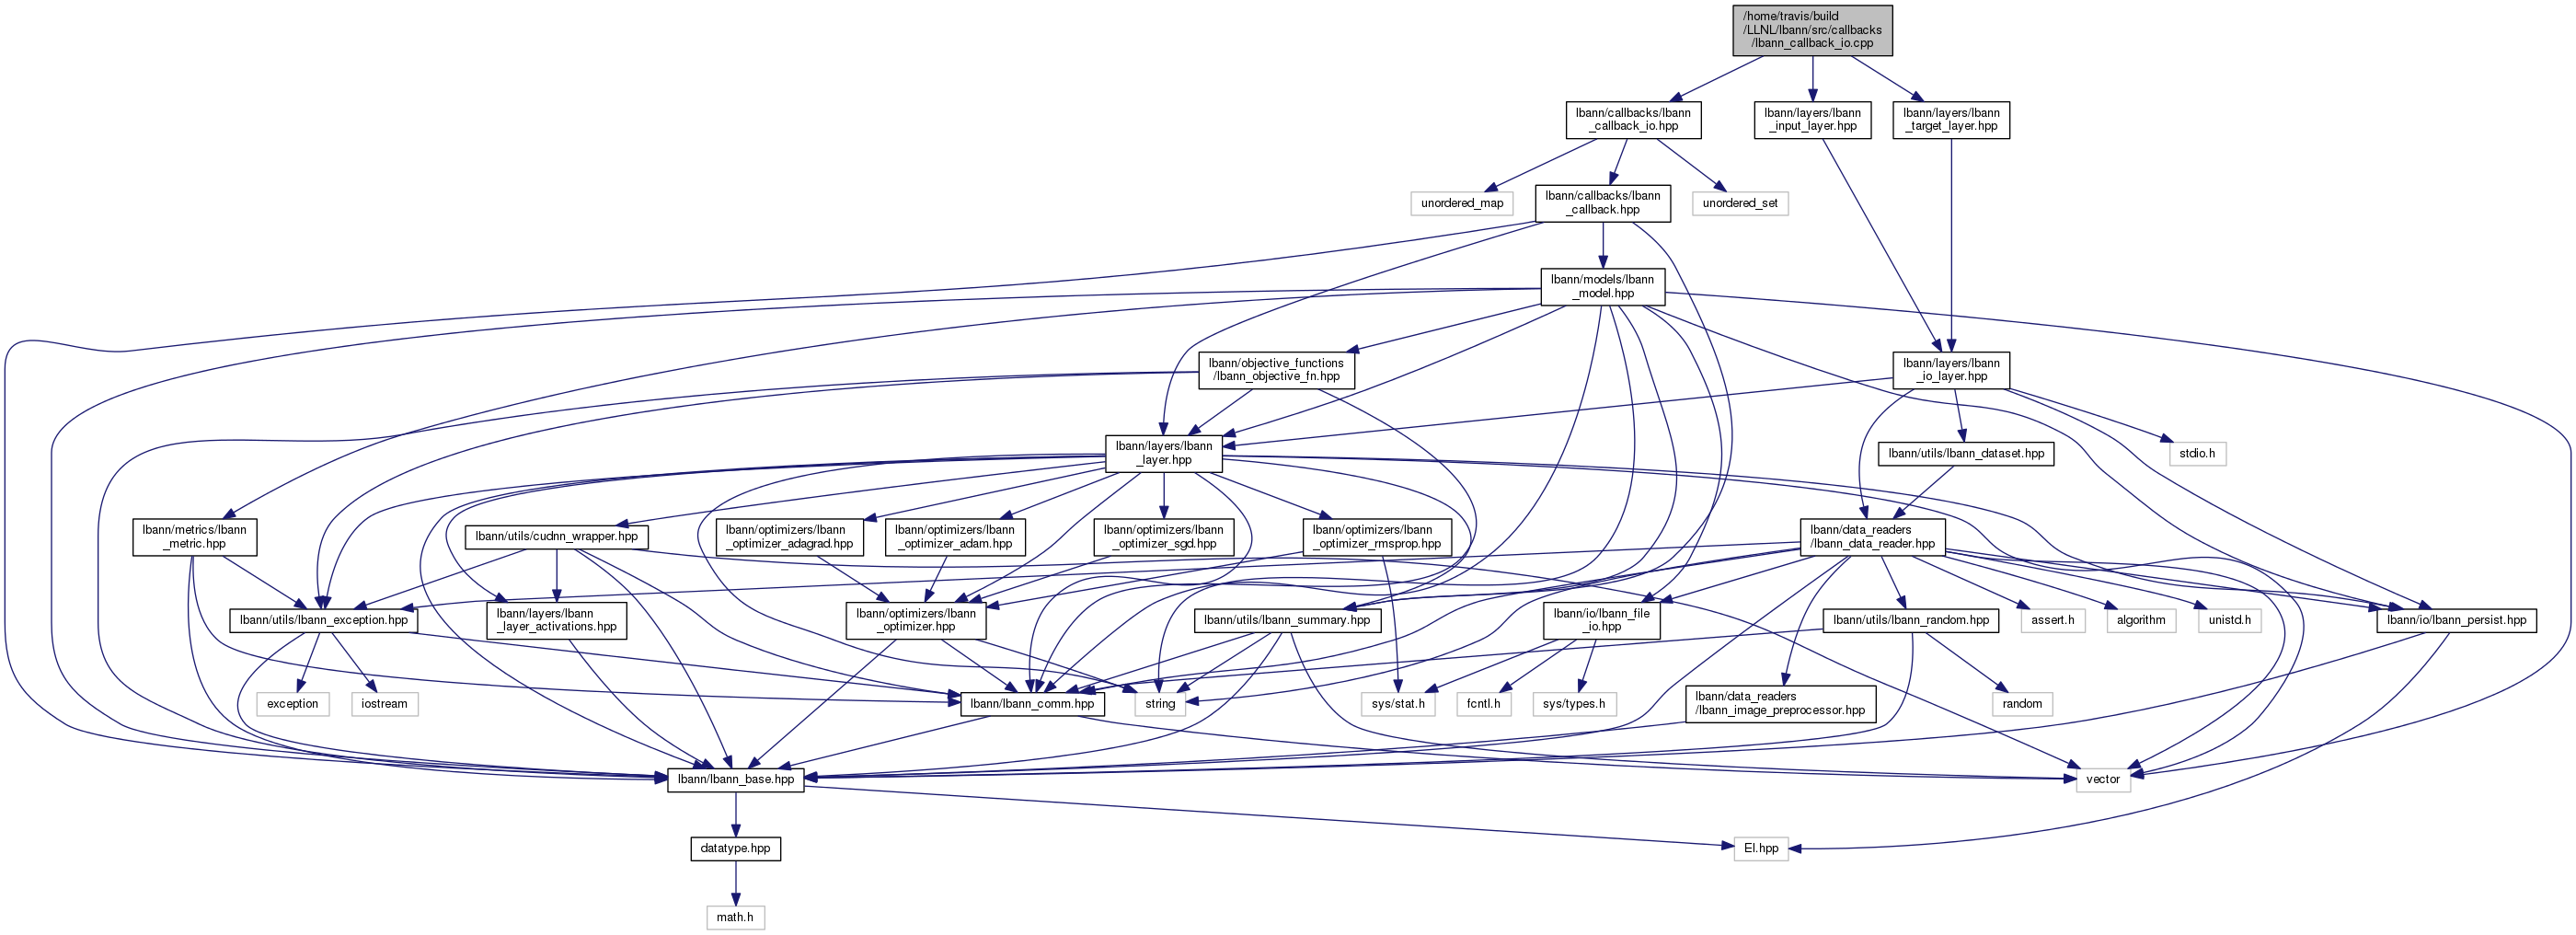 /home/travis/build
/LLNL/lbann/src/callbacks
/lbann_callback_io.cpp
lbann/callbacks/lbann
_callback_io.hpp
lbann/layers/lbann
_input_layer.hpp
lbann/layers/lbann
_target_layer.hpp
unordered_map
lbann/callbacks/lbann
_callback.hpp
unordered_set
lbann/models/lbann
_model.hpp
lbann/objective_functions
/lbann_objective_fn.hpp
lbann/layers/lbann
_io_layer.hpp
lbann/layers/lbann
_layer.hpp
lbann/utils/lbann_dataset.hpp
stdio.h
lbann/metrics/lbann
_metric.hpp
lbann/utils/cudnn_wrapper.hpp
lbann/optimizers/lbann
_optimizer_adagrad.hpp
lbann/optimizers/lbann
_optimizer_adam.hpp
lbann/optimizers/lbann
_optimizer_sgd.hpp
lbann/optimizers/lbann
_optimizer_rmsprop.hpp
lbann/data_readers
/lbann_data_reader.hpp
lbann/utils/lbann_exception.hpp
lbann/layers/lbann
_layer_activations.hpp
lbann/optimizers/lbann
_optimizer.hpp
lbann/utils/lbann_summary.hpp
lbann/io/lbann_file
_io.hpp
lbann/utils/lbann_random.hpp
assert.h
algorithm
unistd.h
lbann/io/lbann_persist.hpp
exception
iostream
lbann/lbann_comm.hpp
string
sys/stat.h
fcntl.h
sys/types.h
lbann/data_readers
/lbann_image_preprocessor.hpp
random
lbann/lbann_base.hpp
vector
datatype.hpp
El.hpp
math.h